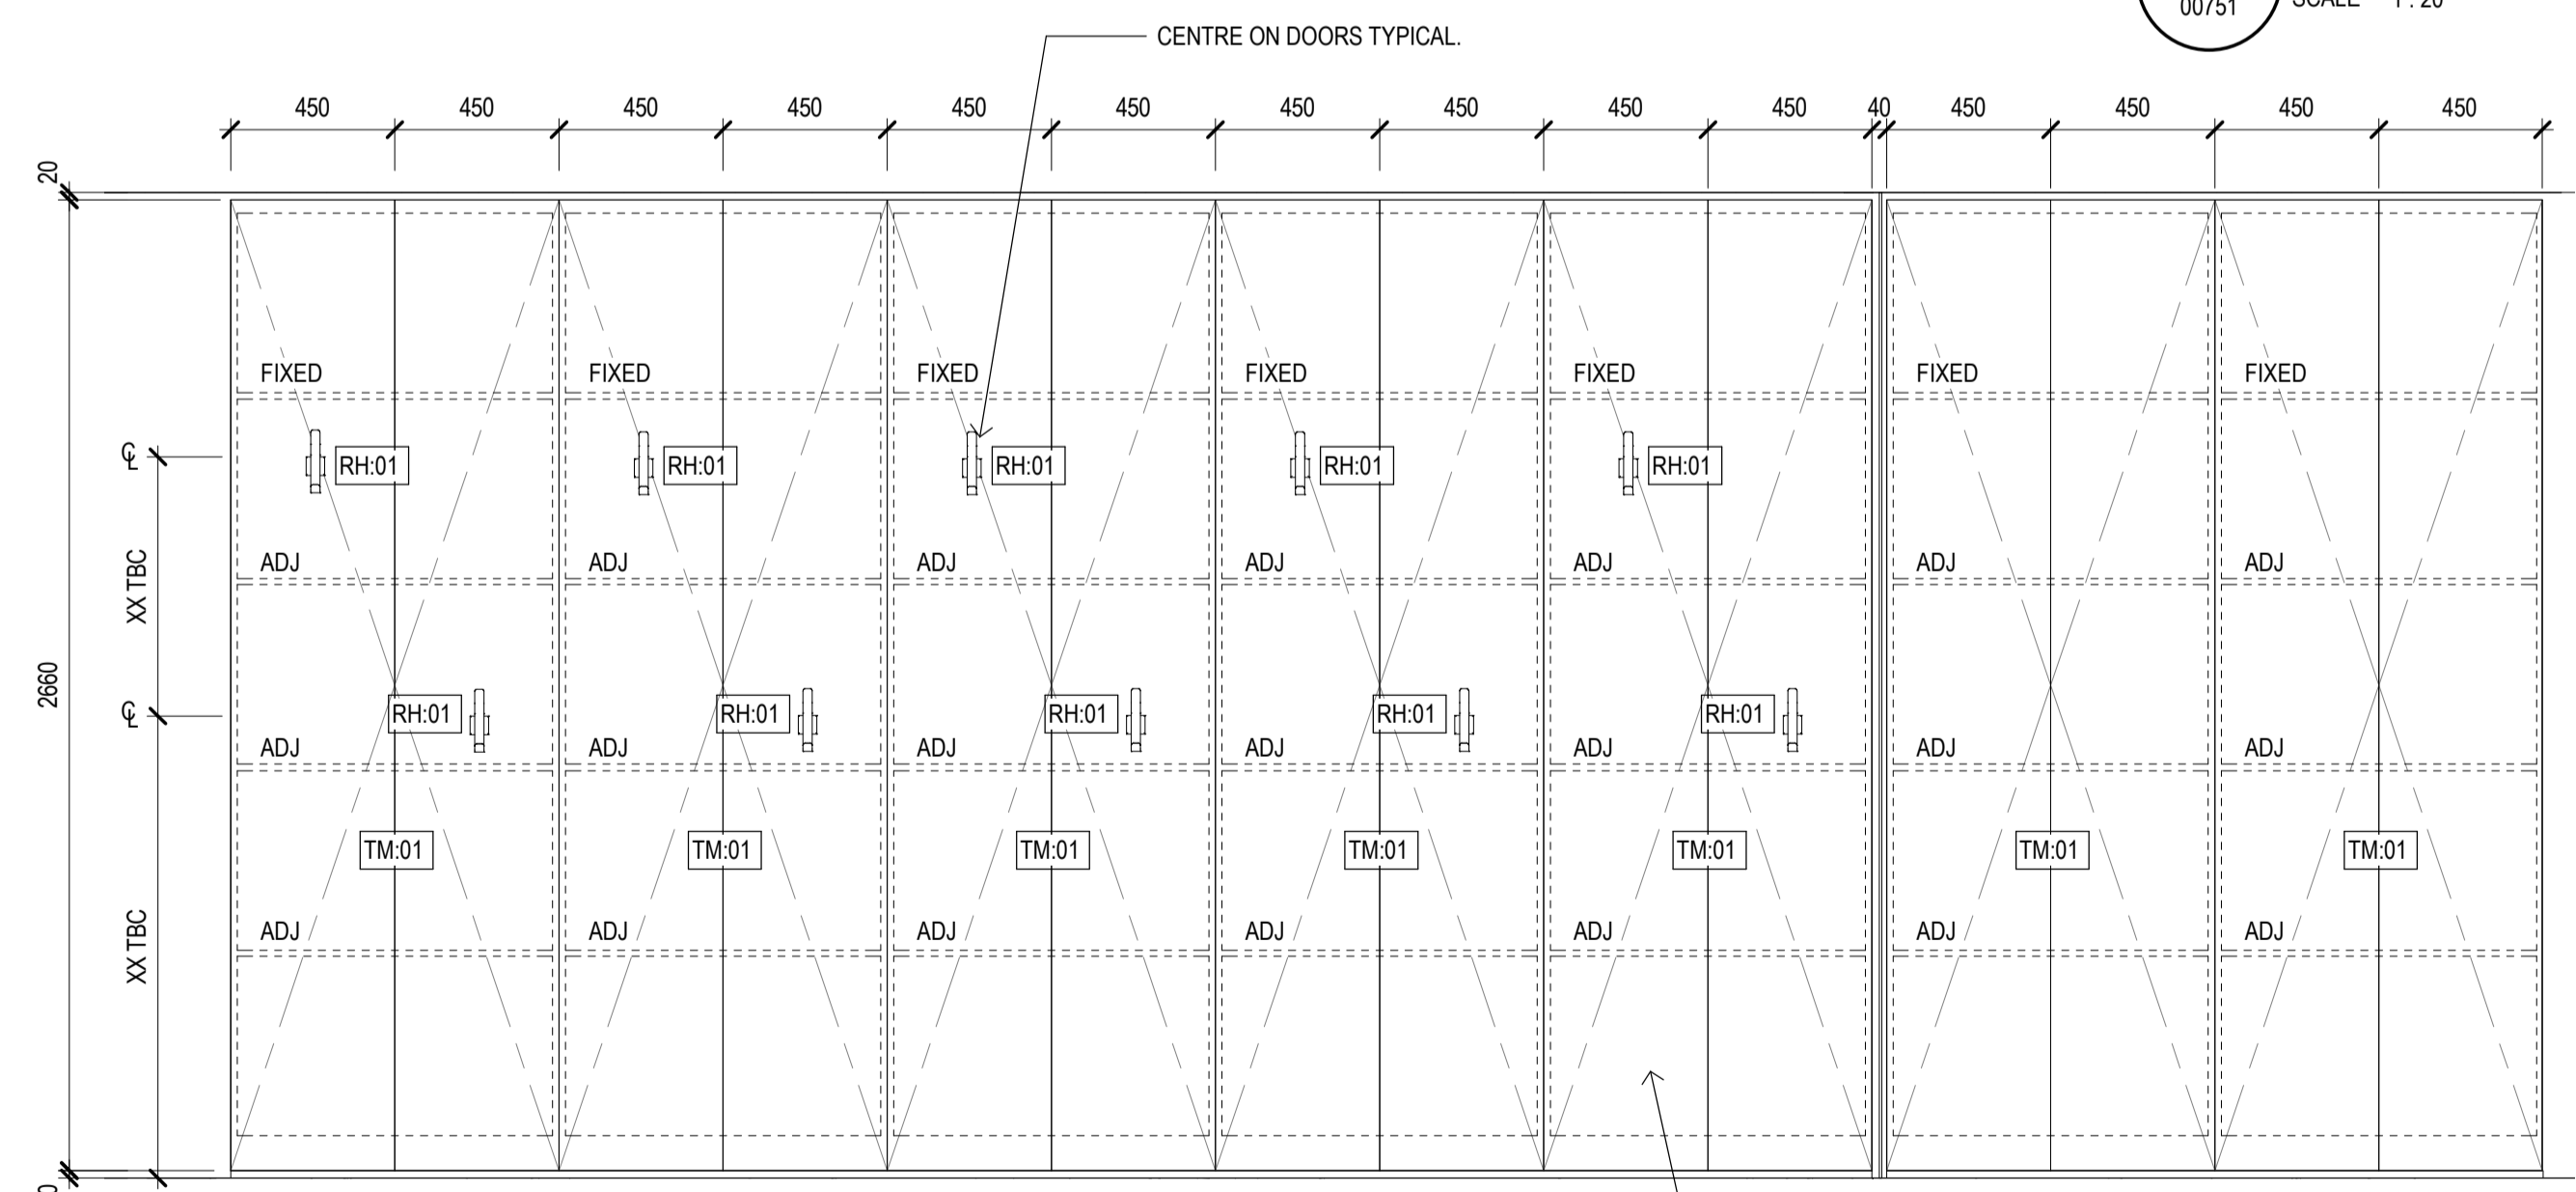 00751
CENTRE ON DOORS TYPICAL.
450 450 450 450 450 450 450 450 450 450 40 450 450 450 450
20
FIXED FIXED FIXED FIXED FIXED FIXED FIXED
℄
RH:01 RH:01 RH:01 RH:01 RH:01
XX TBC
ADJ ADJ ADJ ADJ ADJ ADJ ADJ
2660
℄
RH:01 RH:01 RH:01 RH:01 RH:01
ADJ ADJ ADJ ADJ ADJ ADJ ADJ
TM:01 TM:01 TM:01 TM:01 TM:01 TM:01 TM:01
XX TBC
ADJ ADJ ADJ ADJ ADJ ADJ ADJ